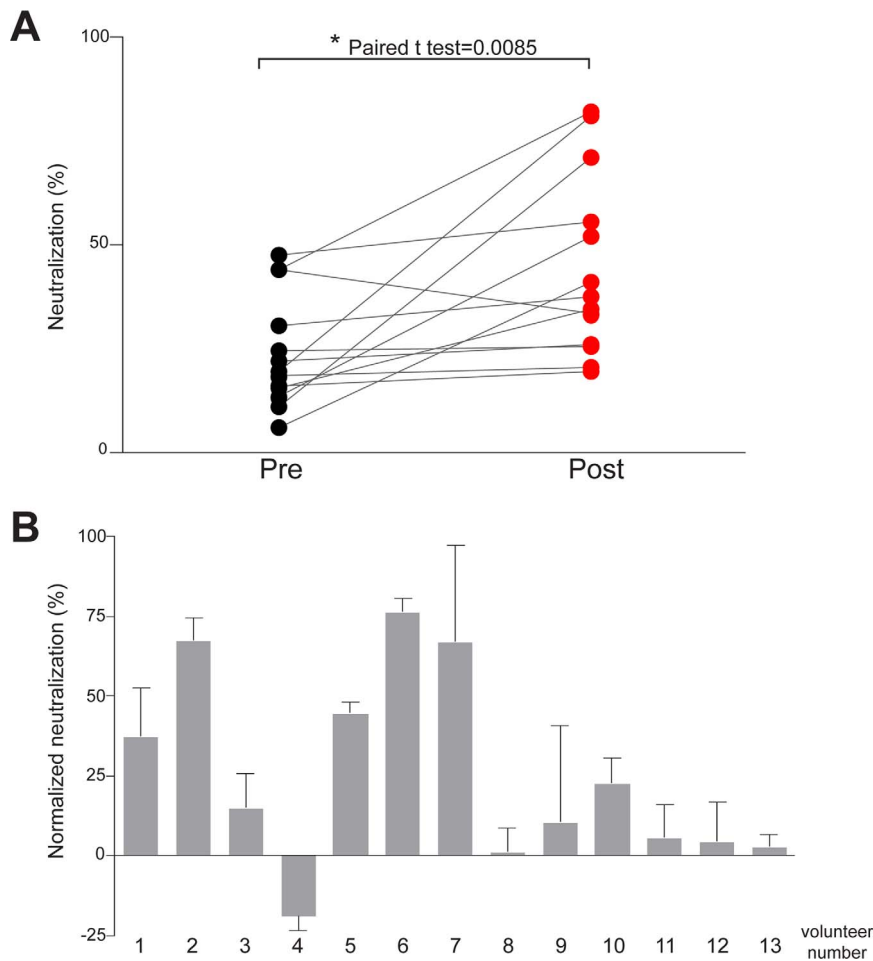 A
* Paired t test=0.0085
100
50
0
Neutralization (%)
Pre Post
B
100
75
50
25
0
-25
Normalized neutralization (%)
1 2 3 4 5 6 7 8 9 10 11 12 13
volunteer
number